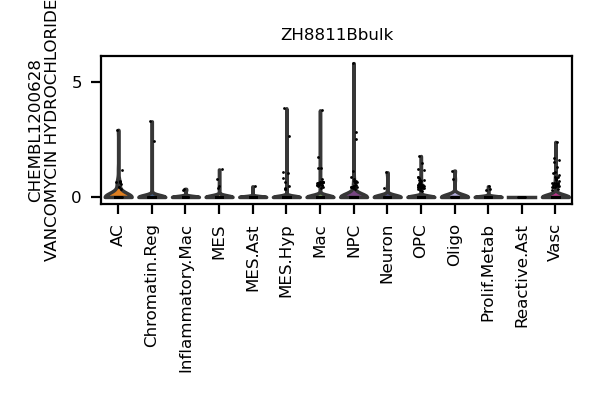 ZH8811Bbulk
CHEMBL1200628
VANCOMYCIN HYDROCHLORIDE
5
0
AC
Chromatin.Reg
Inflammatory.Mac
MES
MES.Ast
MES.Hyp
Mac
NPC
Neuron
OPC
Oligo
Prolif.Metab
Reactive.Ast
Vasc